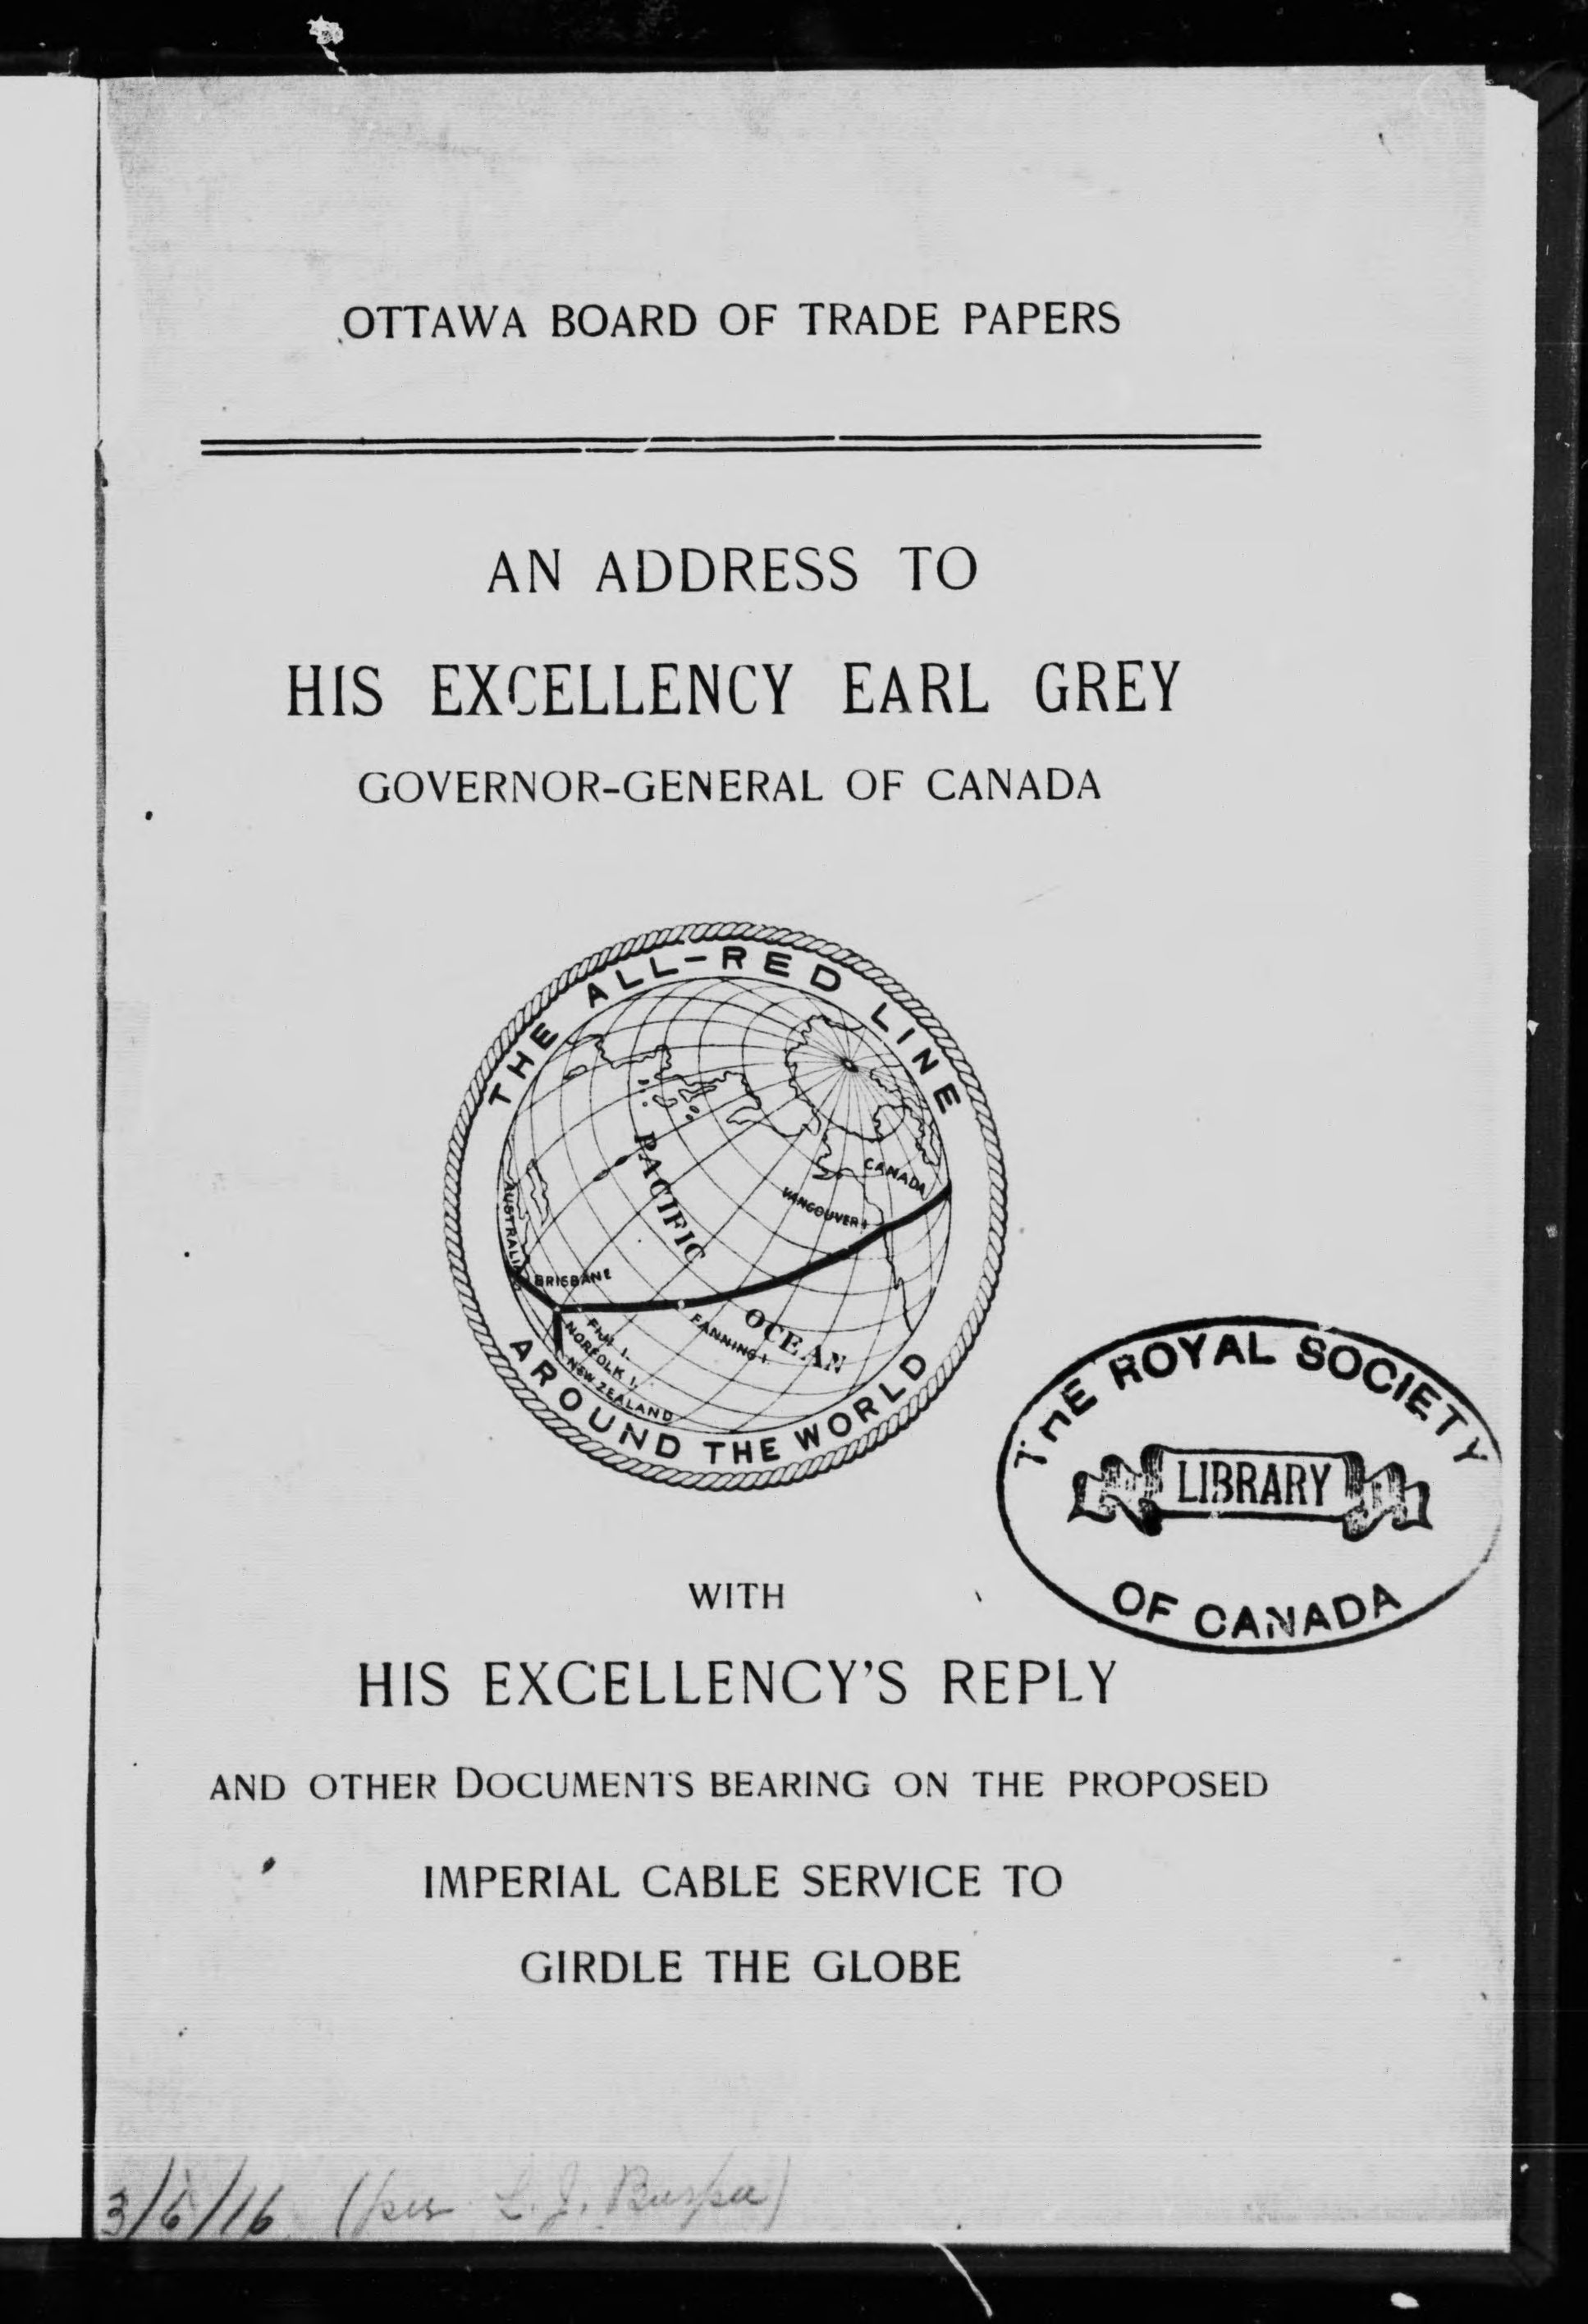 OTTAWA BOARD OF TRADE PAPERS
AN ADDRESS TO
HIS EXCELLENCY EARL GREY
GOVERNOR-GENERAL OF CANADA
THE ALL-RED LINE
PACIFIC
CANADA
VANCOUVER I.
AUSTRALIA
BRISBANE
FIJI I.
NORFOLK I.
NEW ZEALAND
FANNING I.
OCEAN
AROUND THE WORLD
THE ROYAL SOCIETY
LIBRARY
OF CANADA
WITH
HIS EXCELLENCY'S REPLY
AND OTHER DOCUMENTS BEARING ON THE PROPOSED
IMPERIAL CABLE SERVICE TO
GIRDLE THE GLOBE
3/6/16 (per L. J. Burpee)